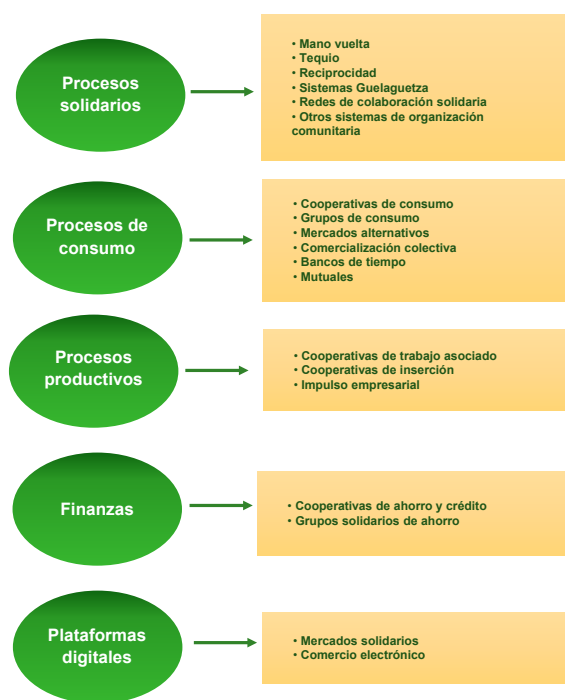 Procesos
solidarios
• Mano vuelta
• Tequio
• Reciprocidad
• Sistemas Guelaguetza
• Redes de colaboración solidaria
• Otros sistemas de organización
comunitaria
Procesos de
consumo
• Cooperativas de consumo
• Grupos de consumo
• Mercados alternativos
• Comercialización colectiva
• Bancos de tiempo
• Mutuales
Procesos
productivos
• Cooperativas de trabajo asociado
• Cooperativas de inserción
• Impulso empresarial
Finanzas
• Cooperativas de ahorro y crédito
• Grupos solidarios de ahorro
Plataformas
digitales
• Mercados solidarios
• Comercio electrónico